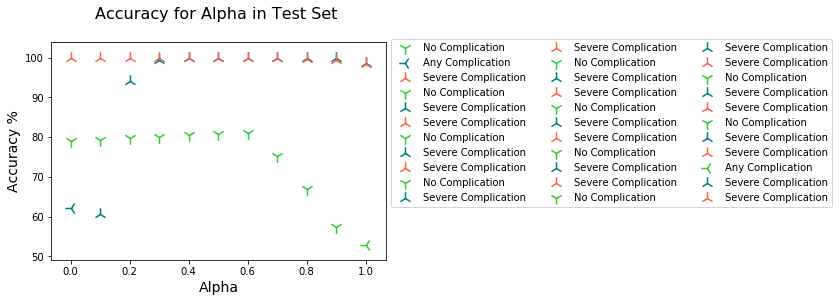 Accuracy for Alpha in Test Set
Accuracy %
100
90
80
70
60
50
0.0 0.2 0.4 0.6 0.8 1.0
Alpha
No Complication
Any Complication
Severe Complication
No Complication
Severe Complication
Severe Complication
No Complication
Severe Complication
Severe Complication
No Complication
Severe Complication
Severe Complication
No Complication
Severe Complication
Severe Complication
No Complication
Severe Complication
Severe Complication
No Complication
Severe Complication
Severe Complication
No Complication
Severe Complication
Severe Complication
No Complication
Severe Complication
Severe Complication
No Complication
Severe Complication
Severe Complication
Any Complication
Severe Complication
Severe Complication